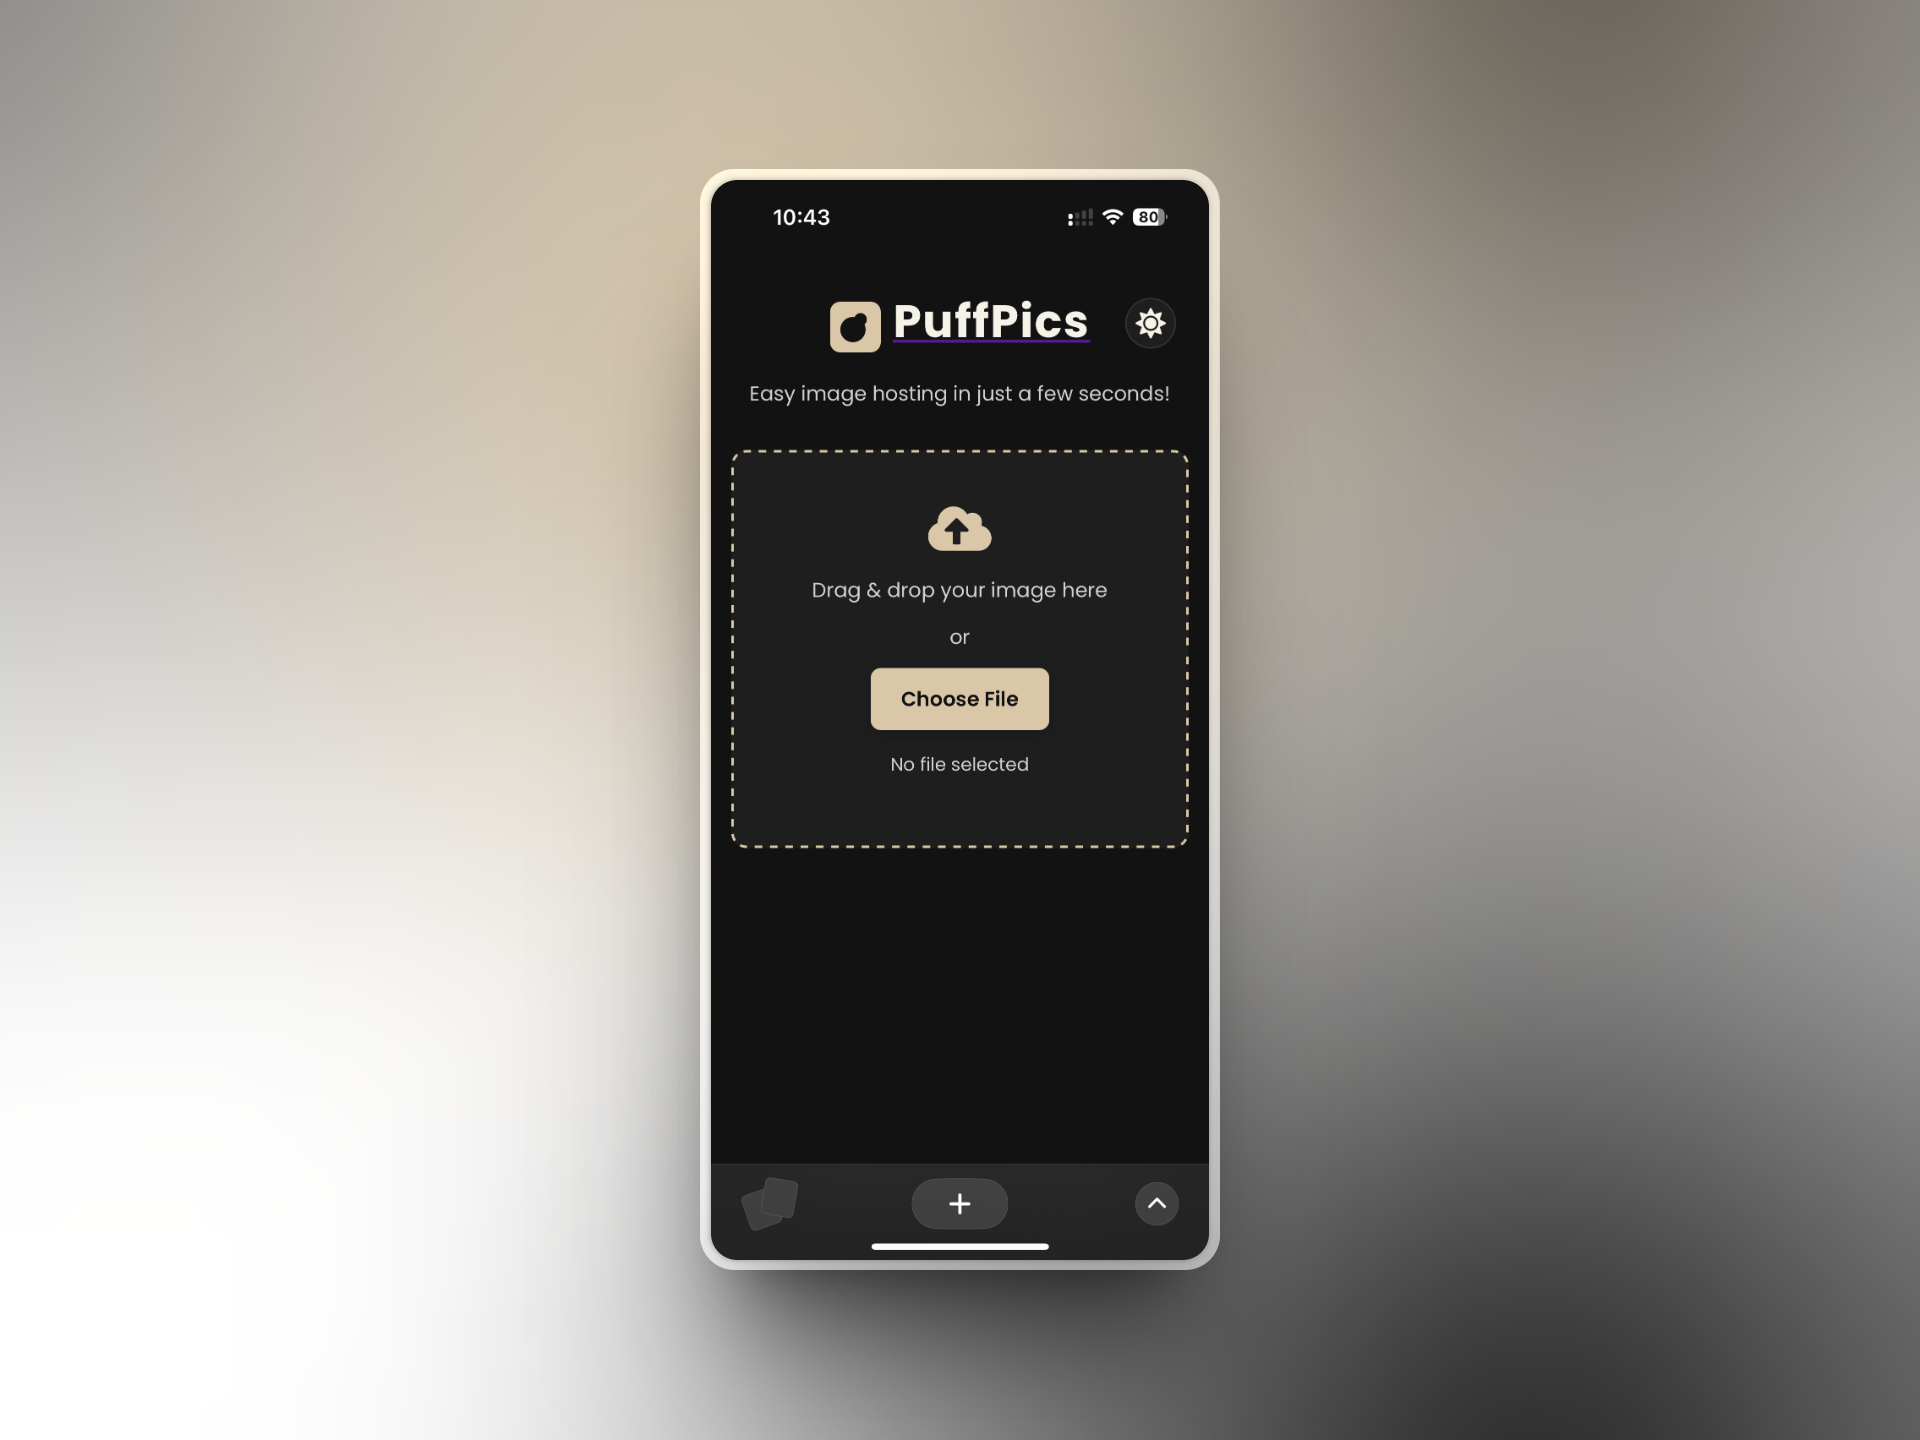 10:43
80
PuffPics
Easy image hosting in just a few seconds!
Drag & drop your image here
or
Choose File
No file selected